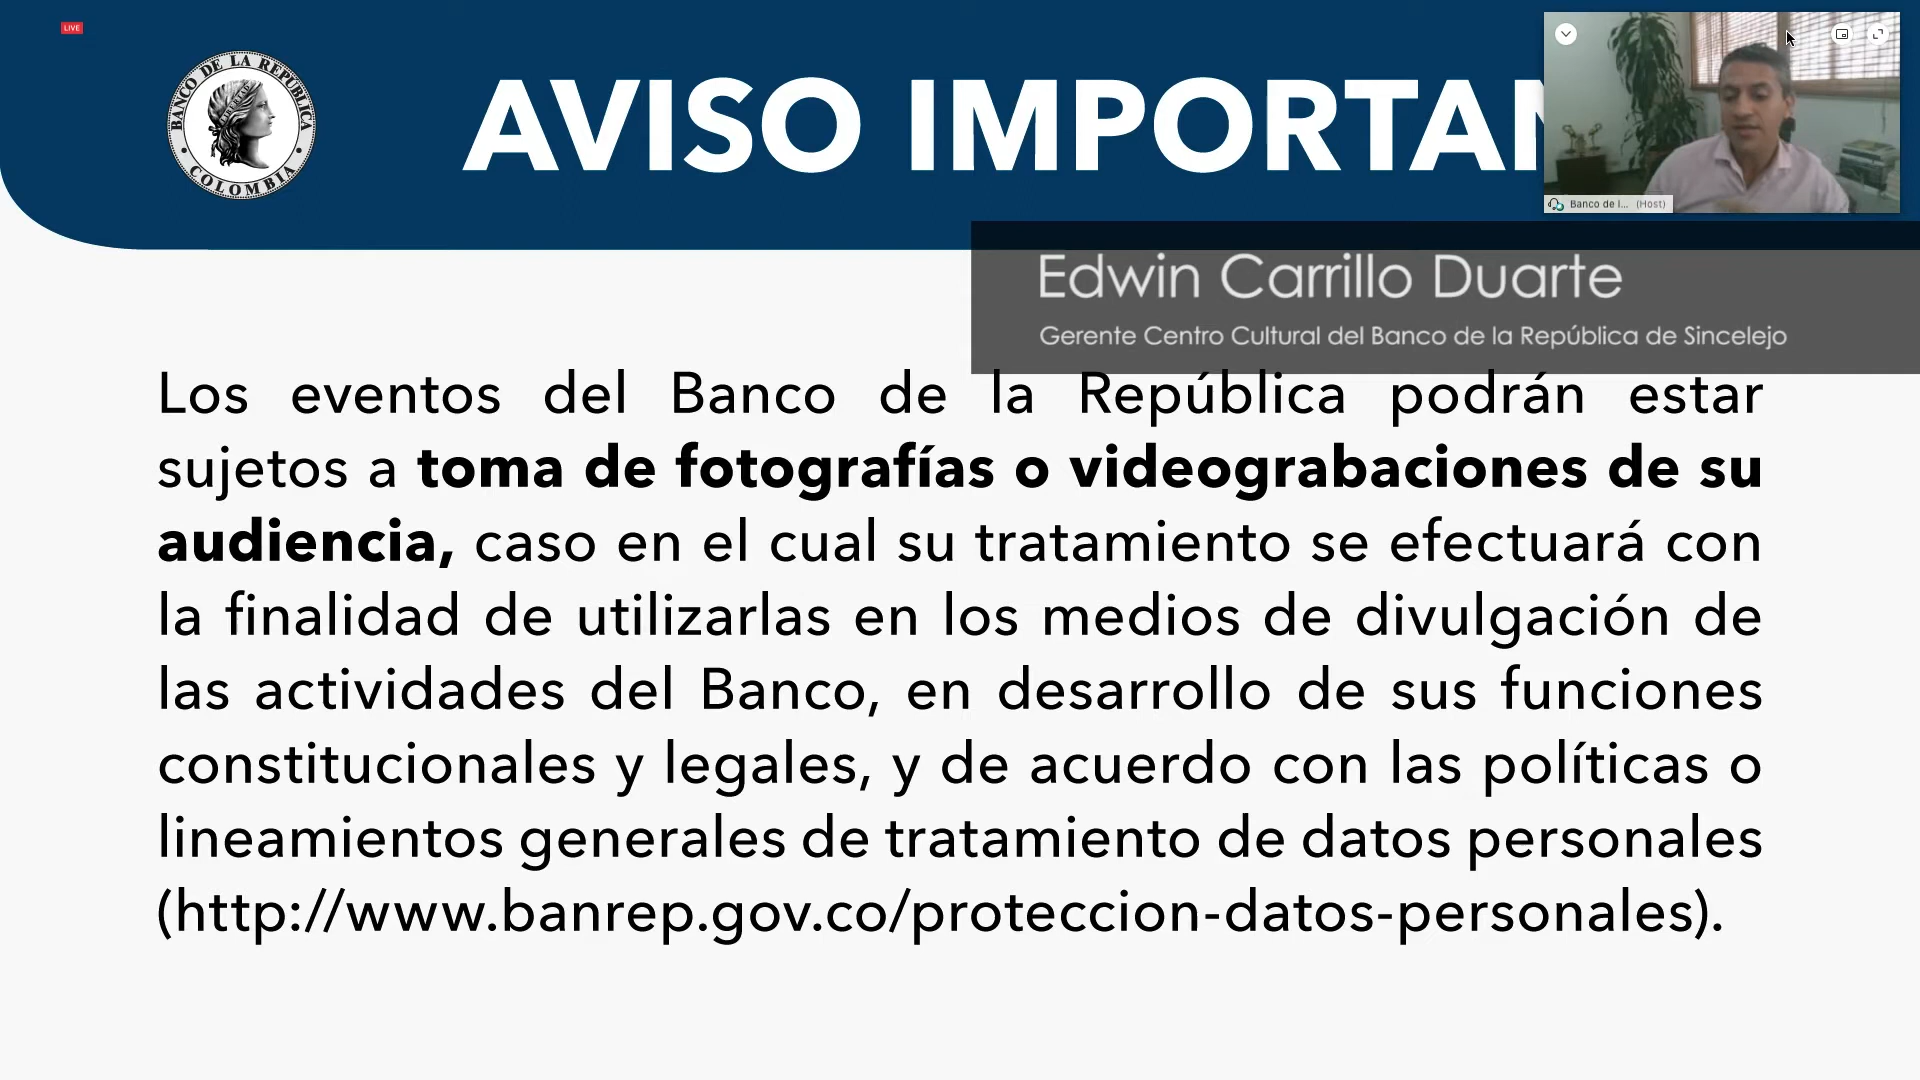 LIVE
BANCO DE LA REPÚBLICA
COLOMBIA
AVISO IMPORTAN
Banco de l... (Host)
Edwin Carrillo Duarte
Gerente Centro Cultural del Banco de la República de Sincelejo
Los eventos del Banco de la República podrán estar
sujetos a toma de fotografías o videograbaciones de su
audiencia, caso en el cual su tratamiento se efectuará con
la finalidad de utilizarlas en los medios de divulgación de
las actividades del Banco, en desarrollo de sus funciones
constitucionales y legales, y de acuerdo con las políticas o
lineamientos generales de tratamiento de datos personales
(http://www.banrep.gov.co/proteccion-datos-personales).